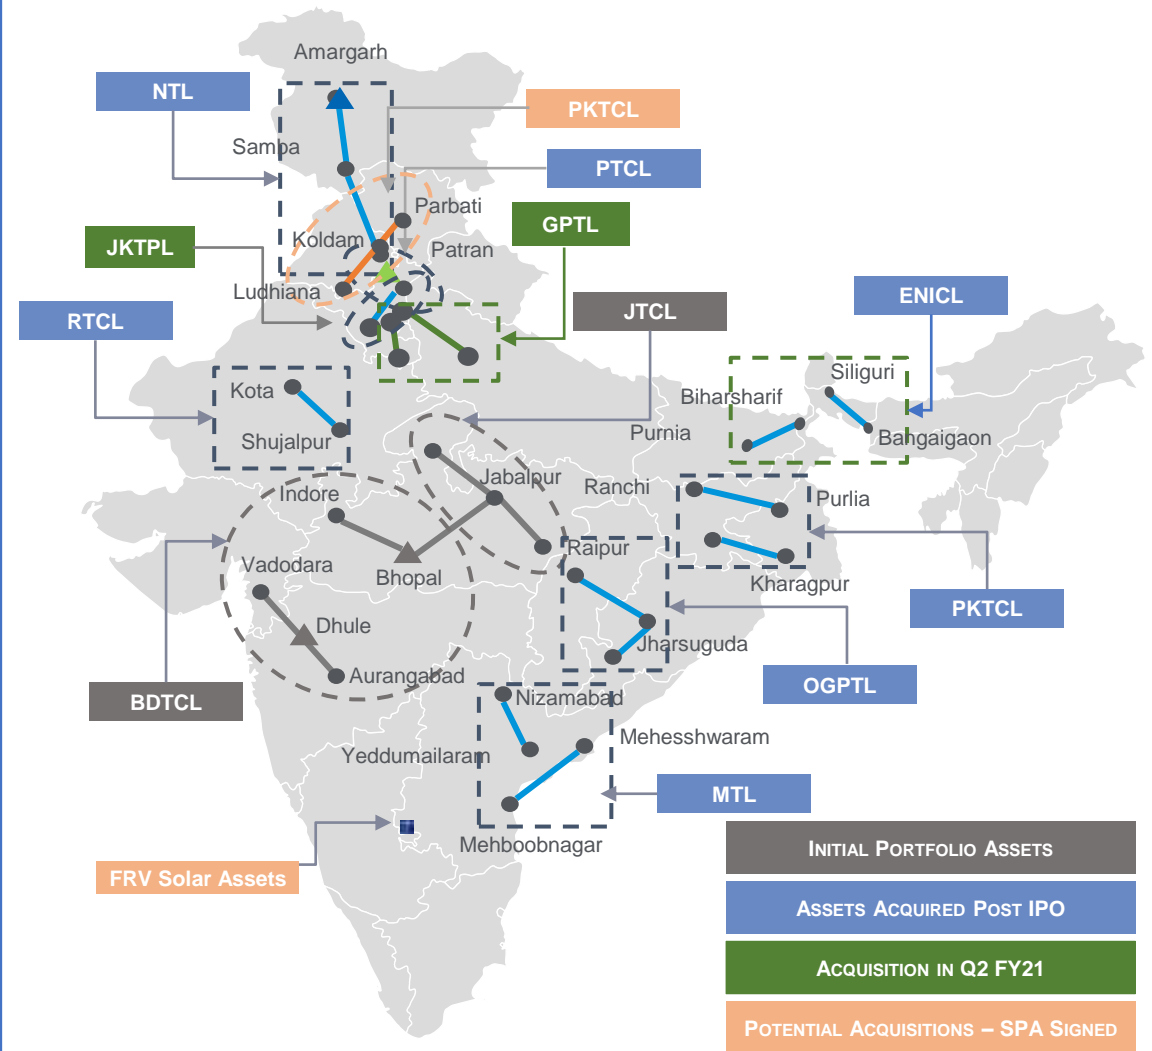 Amargarh
NTL
PKTCL
Samba
PTCL
Parbati
GPTL
Koldam
Patran
JKTPL
Ludhiana
ENICL
RTCL
JTCL
Siliguri
Kota
Biharsharif
Purnia
Bangaigaon
Shujalpur
Jabalpur
Indore
Ranchi
Purlia
Raipur
Vadodara
Bhopal
Kharagpur
PKTCL
Dhule
Jharsuguda
Aurangabad
OGPTL
BDTCL
Nizamabad
Mehesshwaram
Yeddumailaram
MTL
Mehboobnagar
INITIAL PORTFOLIO ASSETS
FRV Solar Assets
ASSETS ACQUIRED POST IPO
ACQUISITION IN Q2 FY21
POTENTIAL ACQUISITIONS – SPA SIGNED